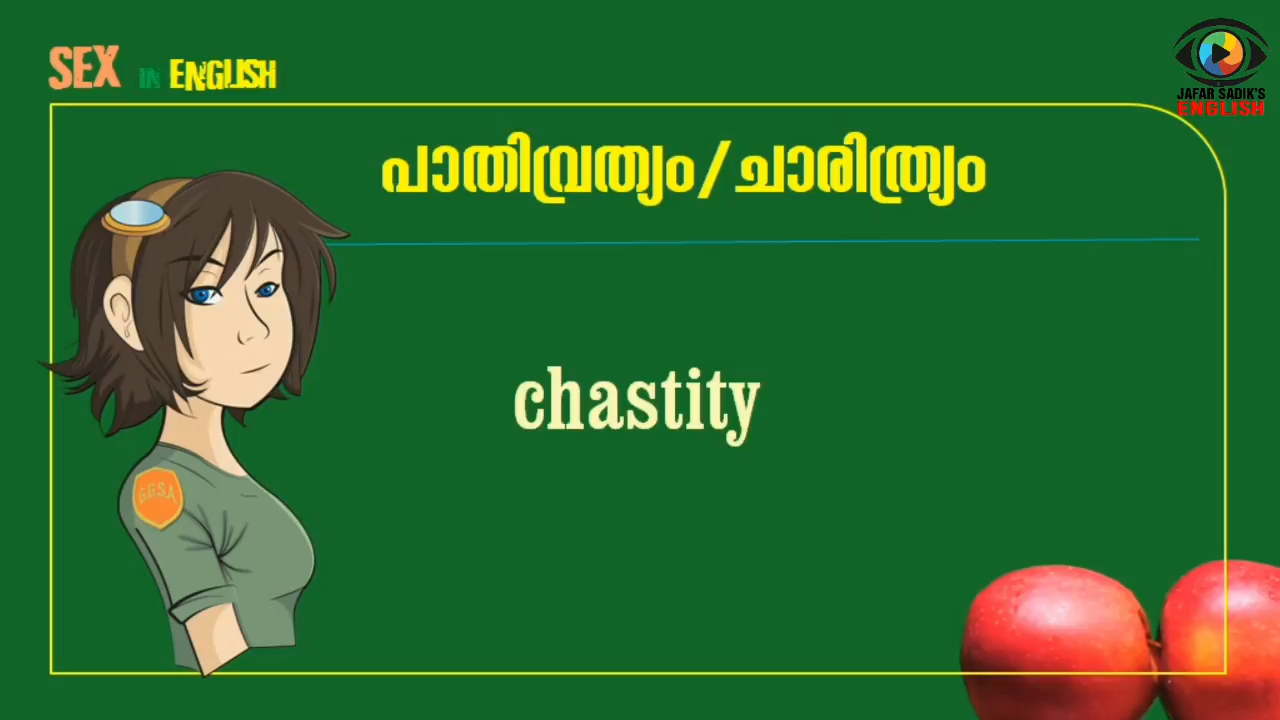 SEX IN ENGLISH
JAFAR SADIK'S
ENGLISH
പാതിവ്രത്യം/ചാരിത്ര്യം
chastity
G.G.S.A